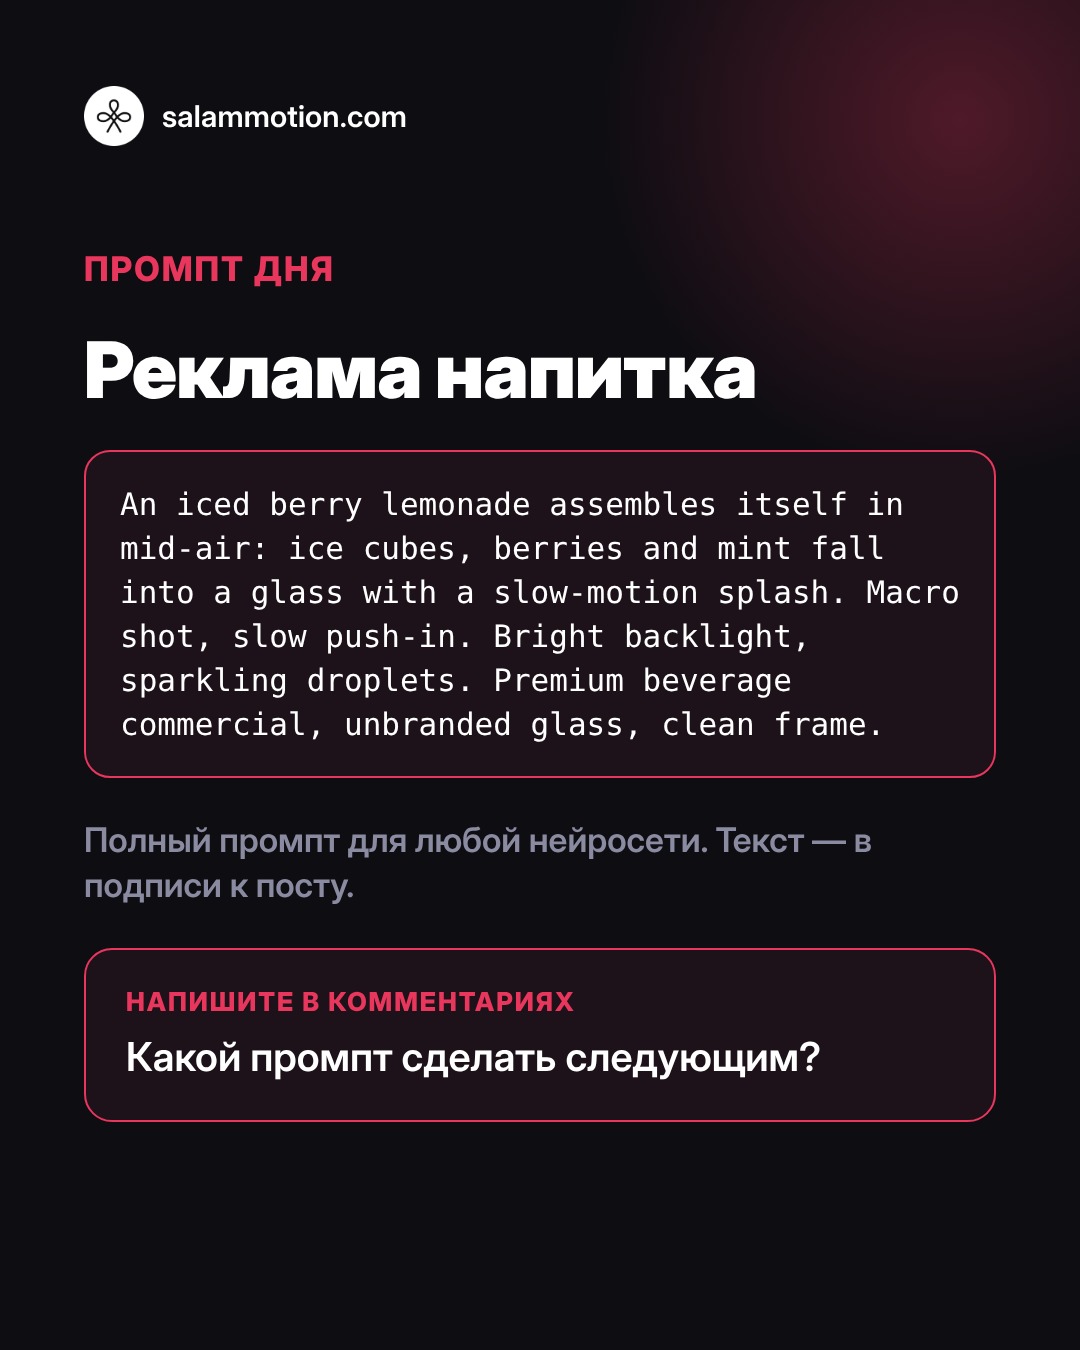 salammotion.com
ПРОМПТ ДНЯ
Реклама напитка
An iced berry lemonade assembles itself in
mid-air: ice cubes, berries and mint fall
into a glass with a slow-motion splash. Macro
shot, slow push-in. Bright backlight,
sparkling droplets. Premium beverage
commercial, unbranded glass, clean frame.
Полный промпт для любой нейросети. Текст — в
подписи к посту.
НАПИШИТЕ В КОММЕНТАРИЯХ
Какой промпт сделать следующим?